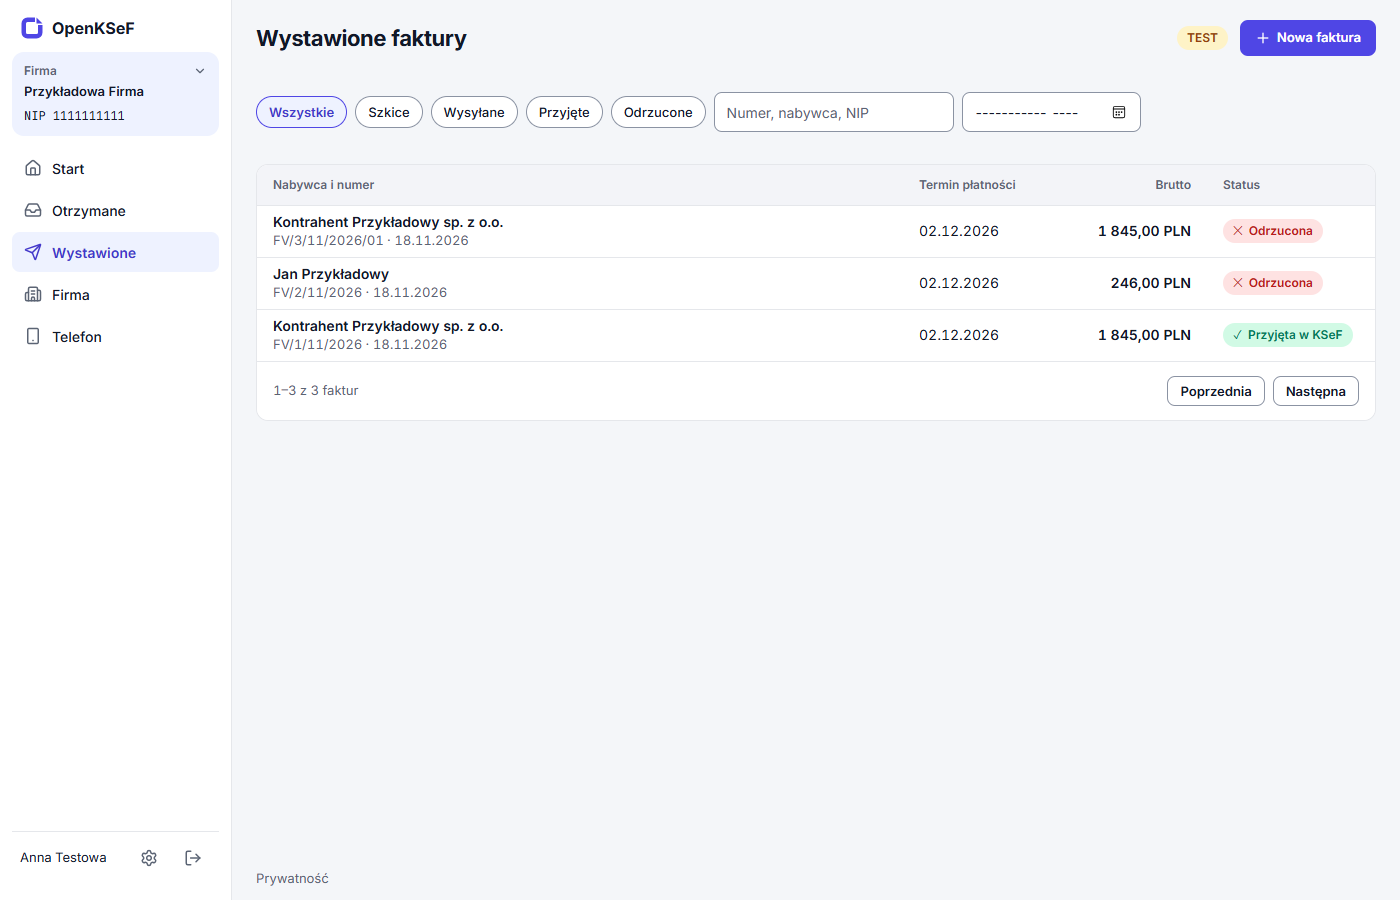 OpenKSeF
Firma
Przykładowa Firma
NIP 1111111111
Start
Otrzymane
Wystawione
Firma
Telefon
Anna Testowa
Wystawione faktury
TEST
Nowa faktura
Wszystkie
Szkice
Wysyłane
Przyjęte
Odrzucone
Numer, nabywca, NIP
----------- ----
Nabywca i numer Termin płatności Brutto Status
Kontrahent Przykładowy sp. z o.o.
FV/3/11/2026/01 · 18.11.2026
02.12.2026 1 845,00 PLN Odrzucona
Jan Przykładowy
FV/2/11/2026 · 18.11.2026
02.12.2026 246,00 PLN Odrzucona
Kontrahent Przykładowy sp. z o.o.
FV/1/11/2026 · 18.11.2026
02.12.2026 1 845,00 PLN Przyjęta w KSeF
1–3 z 3 faktur
Poprzednia
Następna
Prywatność